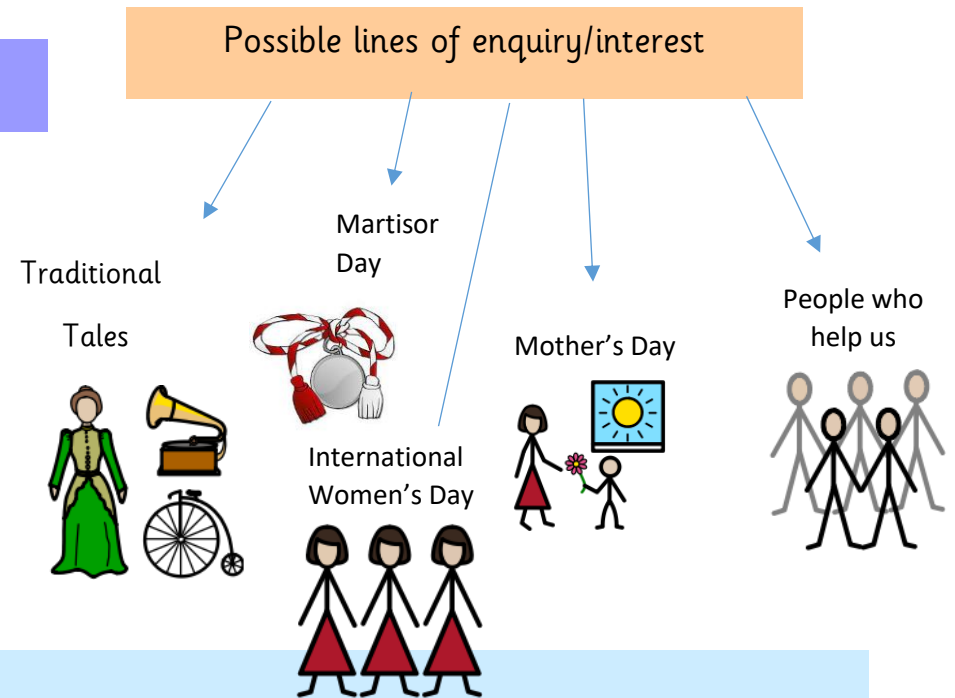 Possible lines of enquiry/interest
Traditional
Tales
Martisor
Day
International
Women’s Day
Mother’s Day
People who
help us